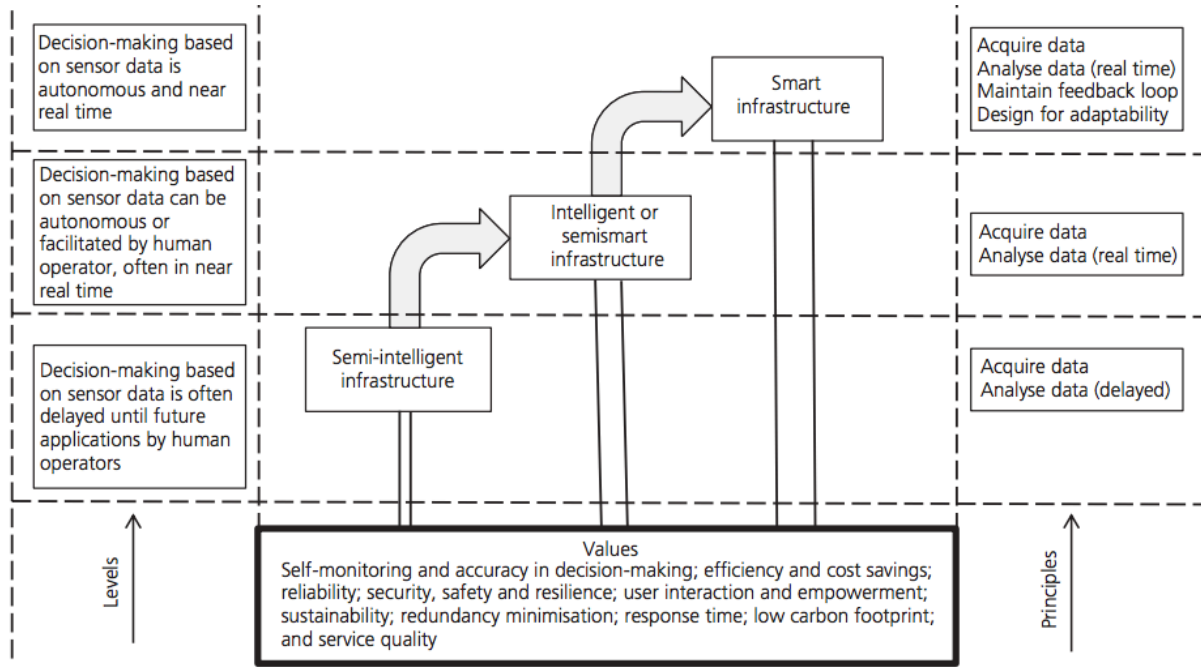 Decision-making based
on sensor data is
autonomous and near
real time
Smart
infrastructure
Acquire data
Analyse data (real time)
Maintain feedback loop
Design for adaptability
Decision-making based
on sensor data can be
autonomous or
facilitated by human
operator, often in near
real time
Intelligent or
semismart
infrastructure
Acquire data
Analyse data (real time)
Decision-making based
on sensor data is often
delayed until future
applications by human
operators
Semi-intelligent
infrastructure
Acquire data
Analyse data (delayed)
Levels
Values
Self-monitoring and accuracy in decision-making; efficiency and cost savings;
reliability; security, safety and resilience; user interaction and empowerment;
sustainability; redundancy minimisation; response time; low carbon footprint;
and service quality
Principles